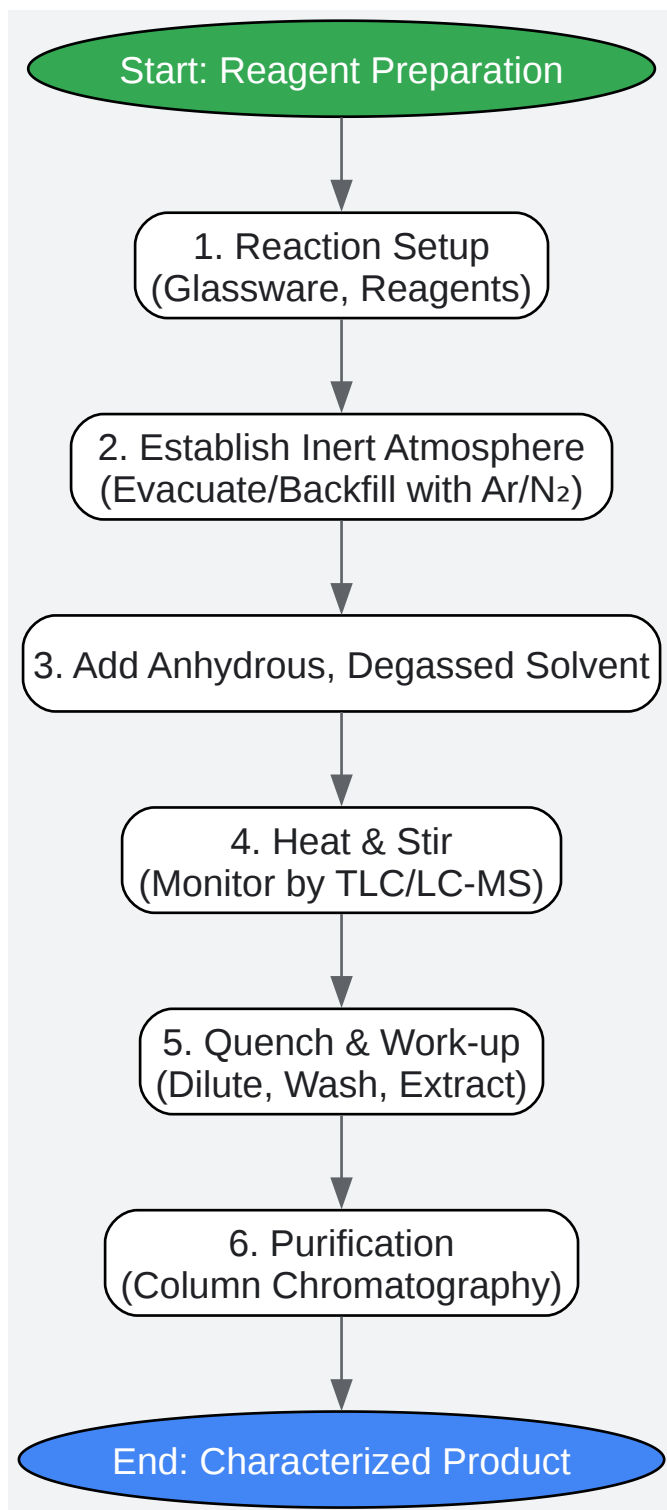 Start: Reagent Preparation
1. Reaction Setup
(Glassware, Reagents)
2. Establish Inert Atmosphere
(Evacuate/Backfill with Ar/N₂)
3. Add Anhydrous, Degassed Solvent
4. Heat & Stir
(Monitor by TLC/LC-MS)
5. Quench & Work-up
(Dilute, Wash, Extract)
6. Purification
(Column Chromatography)
End: Characterized Product